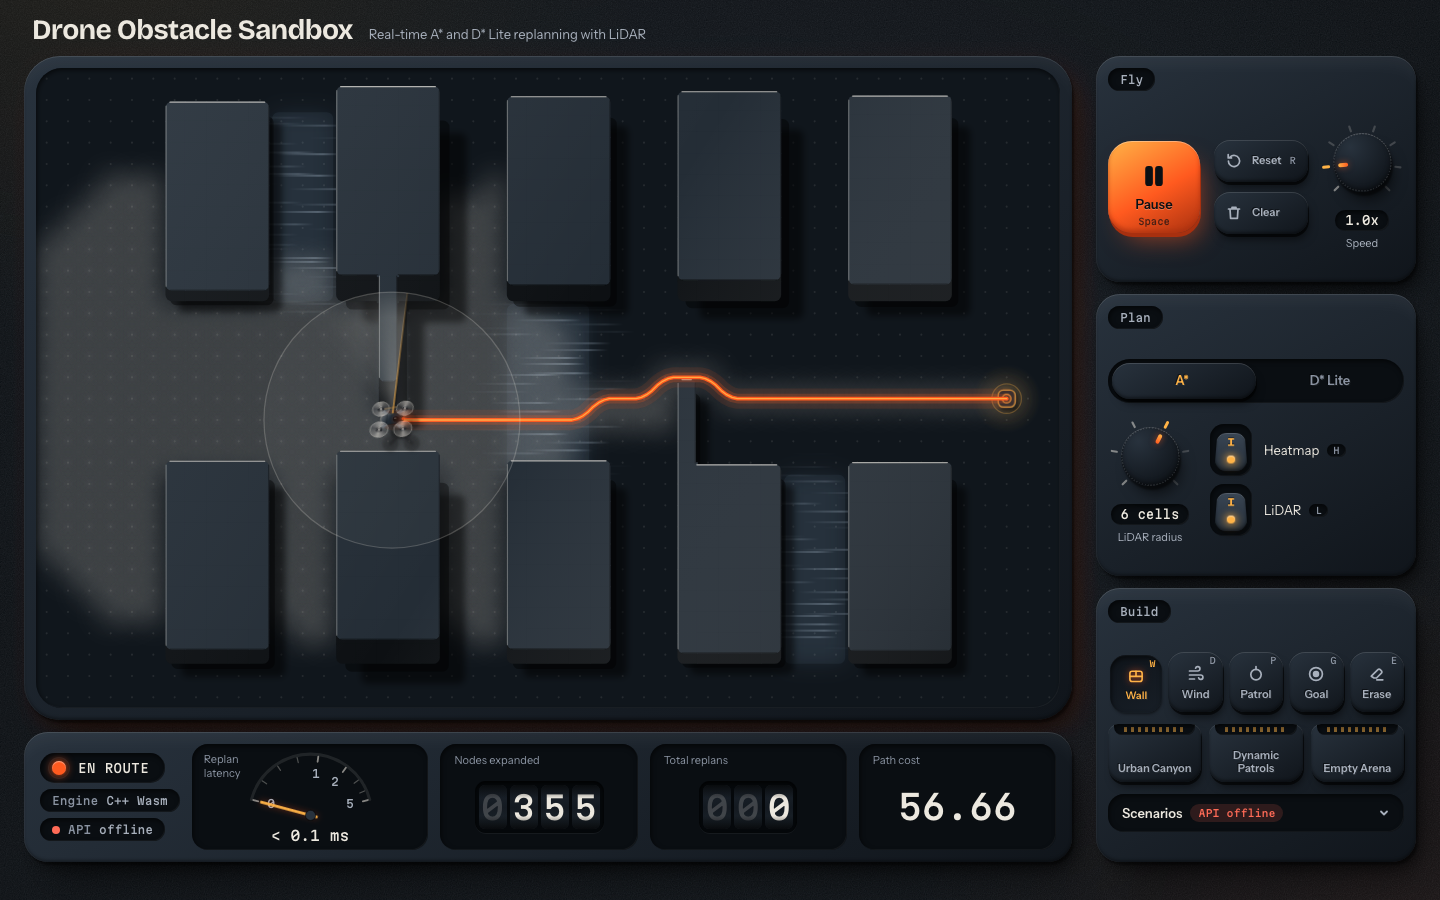 Drone Obstacle Sandbox
Real-time A* and D* Lite replanning with LiDAR
Fly
Pause
Space
Reset R
Clear
1.0x
Speed
Plan
A*
D* Lite
6 cells
LiDAR radius
I
Heatmap H
I
LiDAR L
Build
W
Wall
D
Wind
P
Patrol
G
Goal
E
Erase
Urban Canyon
Dynamic
Patrols
Empty Arena
Scenarios API offline
EN ROUTE
Engine C++ Wasm
API offline
Replan
latency
0 1 2 5
< 0.1 ms
Nodes expanded
0355
Total replans
000
Path cost
56.66